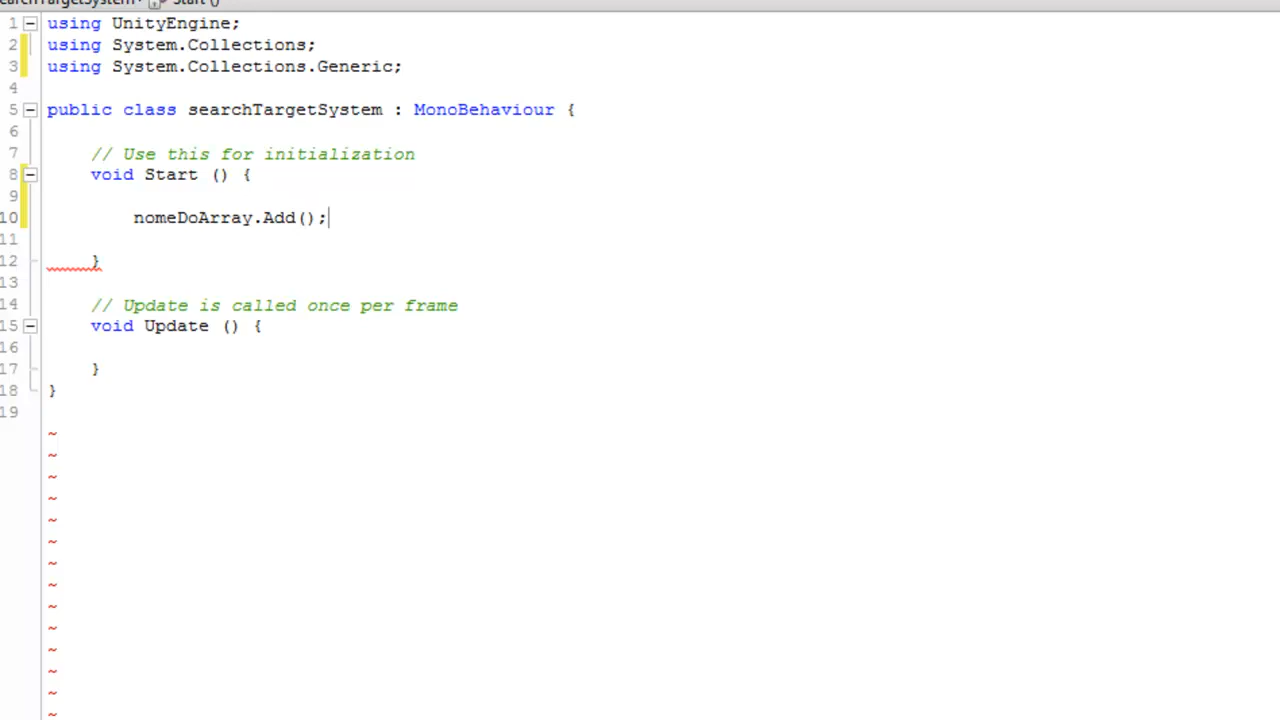 Start ()
1 using UnityEngine;
2 using System.Collections;
3 using System.Collections.Generic;
4
5 public class searchTargetSystem : MonoBehaviour {
6
7 // Use this for initialization
8 void Start () {
9
10 nomeDoArray.Add();
11
12 }
13
14 // Update is called once per frame
15 void Update () {
16
17 }
18 }
19
~
~
~
~
~
~
~
~
~
~
~
~
~
~